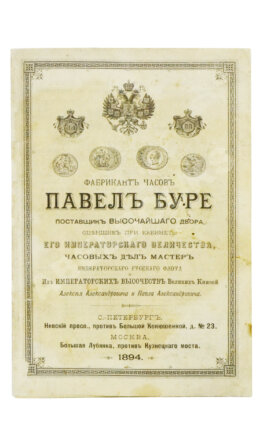 ФАБРИКАНТЪ ЧАСОВЪ
ПАВЕЛЪ БУРЕ
ПОСТАВЩИКЪ ВЫСОЧАЙШАГО ДВОРА,
ОЦѢНЩИКЪ ПРИ КАБИНЕТѢ
ЕГО ИМПЕРАТОРСКАГО ВЕЛИЧЕСТВА,
ЧАСОВЫХЪ ДѢЛЪ МАСТЕРЪ
ИМПЕРАТОРСКАГО РУССКАГО ФЛОТА
И Ихъ ИМПЕРАТОРСКИХЪ ВЫСОЧЕСТВЪ Великихъ Князей
Алексѣя Александровича и Павла Александровича.
С.-ПЕТЕРБУРГЪ,
Невскій просп., противъ Большой Конюшенной, д. № 23.
МОСКВА,
Большая Лубянка, противъ Кузнецкаго моста.
1894.